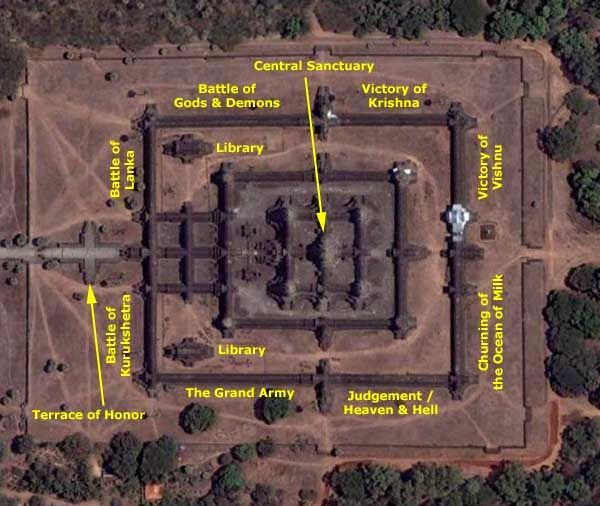 Central Sanctuary
Battle of
Gods & Demons
Victory of
Krishna
Library
Battle of
Lanka
Victory of
Vishnu
Battle of
Kurukshetra
Churning of
the Ocean of Milk
Library
The Grand Army
Judgement /
Heaven & Hell
Terrace of Honor